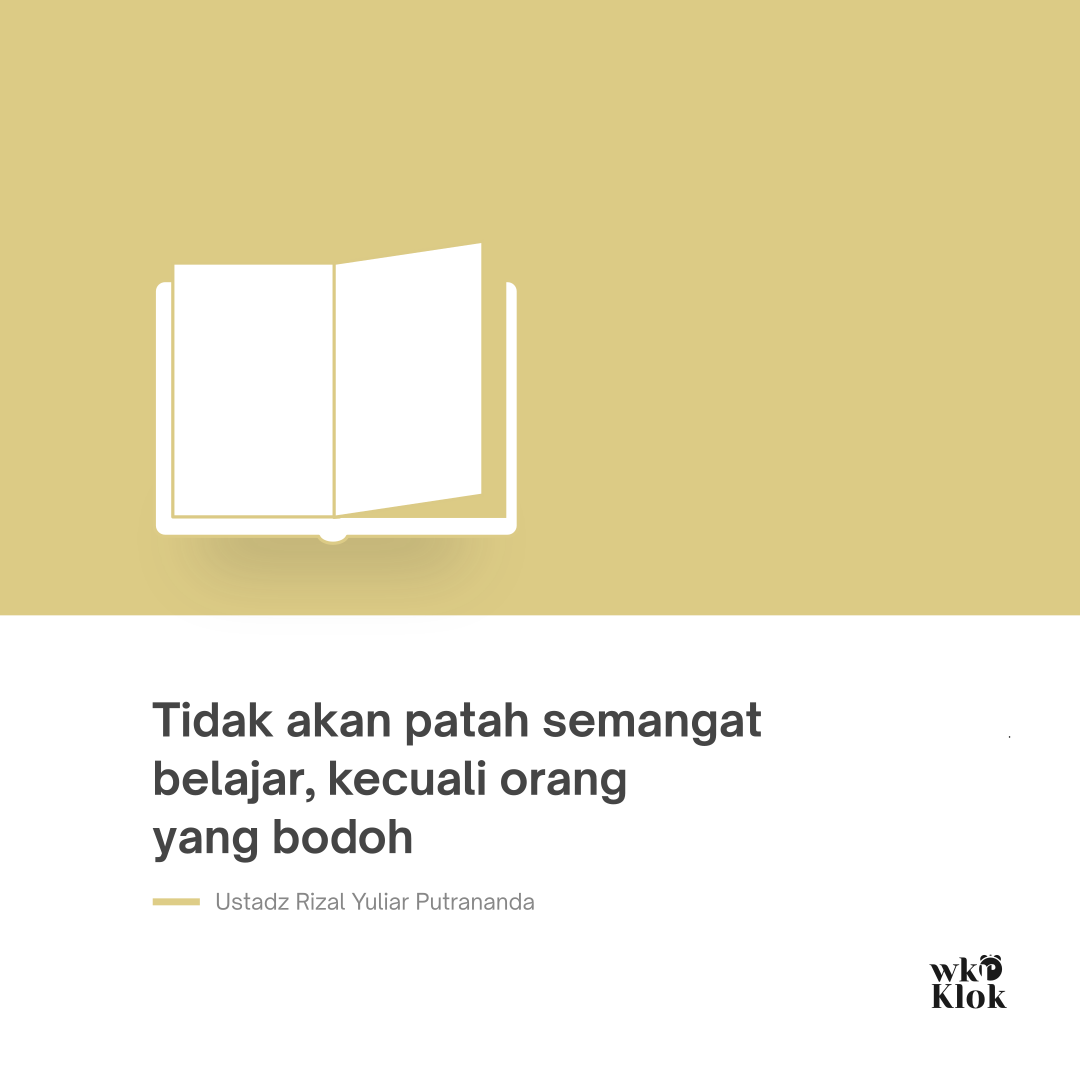 Tidak akan patah semangat
belajar, kecuali orang
yang bodoh
Ustadz Rizal Yuliar Putrananda
wk
Klok